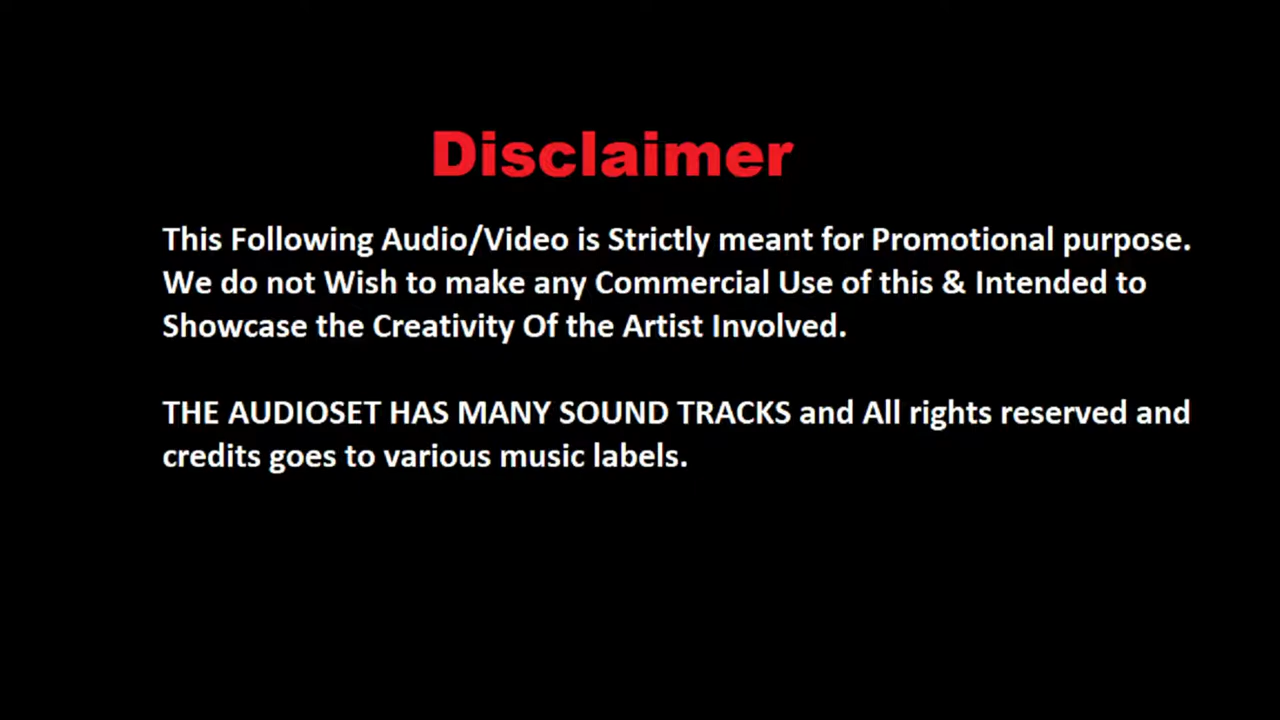 Disclaimer
This Following Audio/Video is Strictly meant for Promotional purpose.
We do not Wish to make any Commercial Use of this & Intended to
Showcase the Creativity Of the Artist Involved.
THE AUDIOSET HAS MANY SOUND TRACKS and All rights reserved and
credits goes to various music labels.